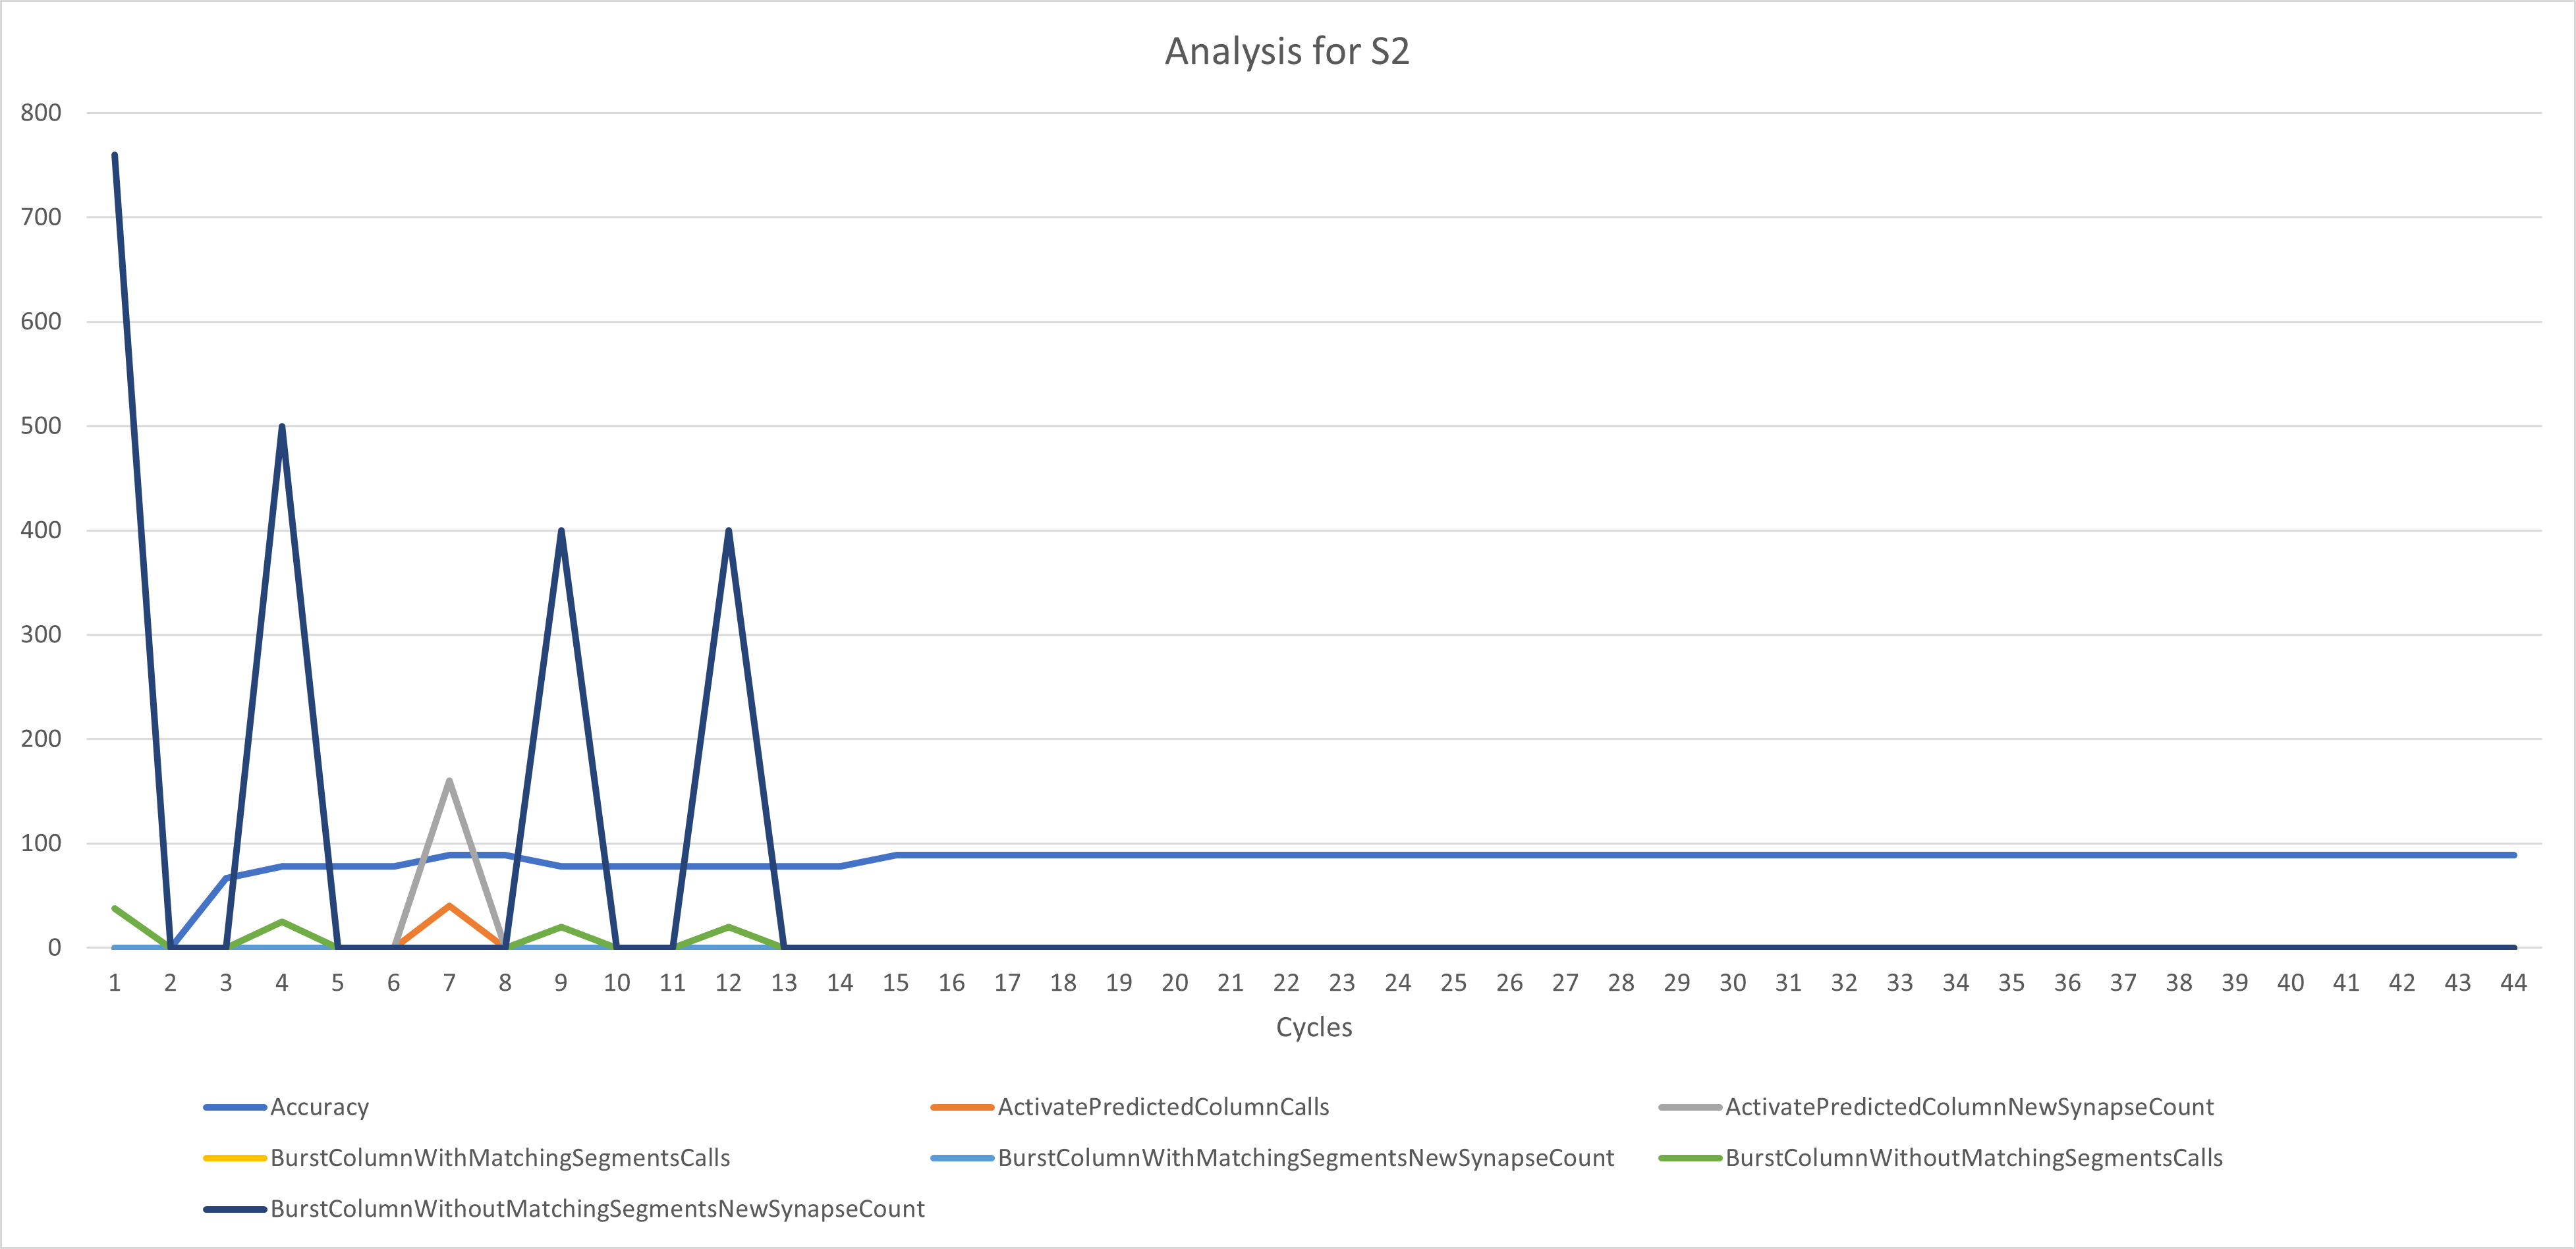 Analysis for S2
800
700
600
500
400
300
200
100
0
1 2 3 4 5 6 7 8 9 10 11 12 13 14 15 16 17 18 19 20 21 22 23 24 25 26 27 28 29 30 31 32 33 34 35 36 37 38 39 40 41 42 43 44
Cycles
Accuracy ActivatePredictedColumnCalls ActivatePredictedColumnNewSynapseCount
BurstColumnWithMatchingSegmentsCalls BurstColumnWithMatchingSegmentsNewSynapseCount BurstColumnWithoutMatchingSegmentsCalls
BurstColumnWithoutMatchingSegmentsNewSynapseCount